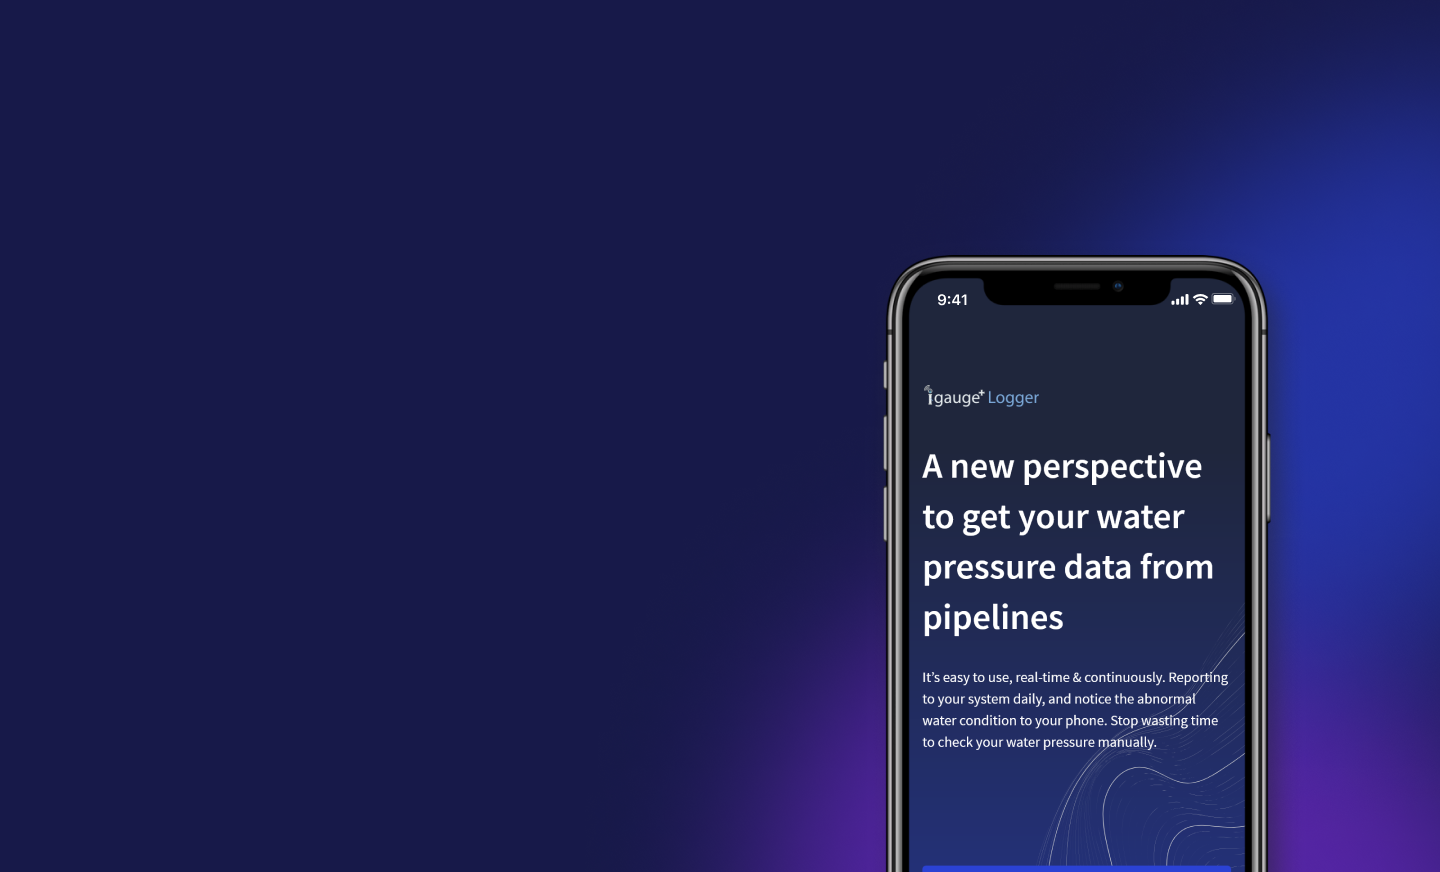 9:41
igauge+ Logger
A new perspective
to get your water
pressure data from
pipelines
It’s easy to use, real-time & continuously. Reporting
to your system daily, and notice the abnormal
water condition to your phone. Stop wasting time
to check your water pressure manually.